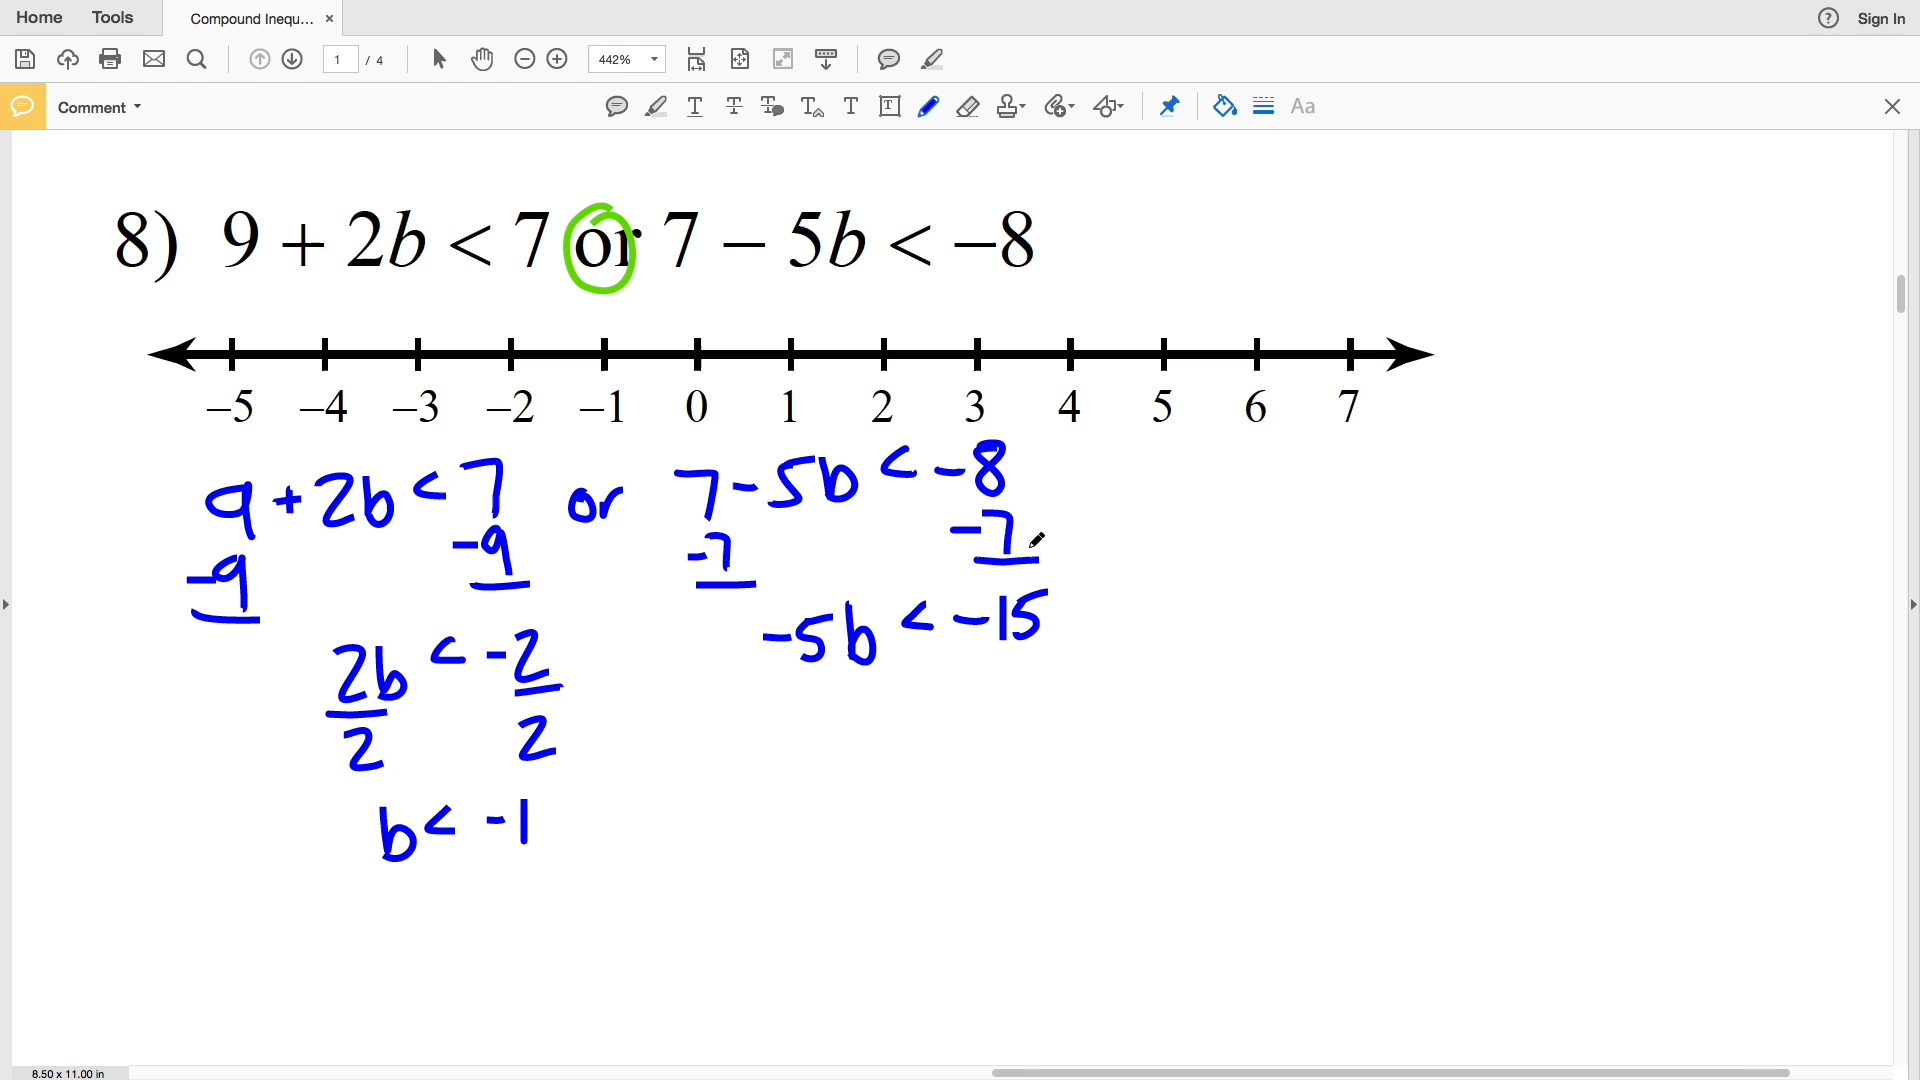 Home Tools Compound Inequ... × ? Sign In
1 / 4 442%
Comment T T T T T T Aa
8) 9 + 2b < 7 or 7 − 5b < −8
−5 −4 −3 −2 −1 0 1 2 3 4 5 6 7
9 + 2b < 7 or 7 - 5b < -8
-9 -9 -7 -7
2b < -2 -5b < -15
2 2
b < -1
8.50 x 11.00 in